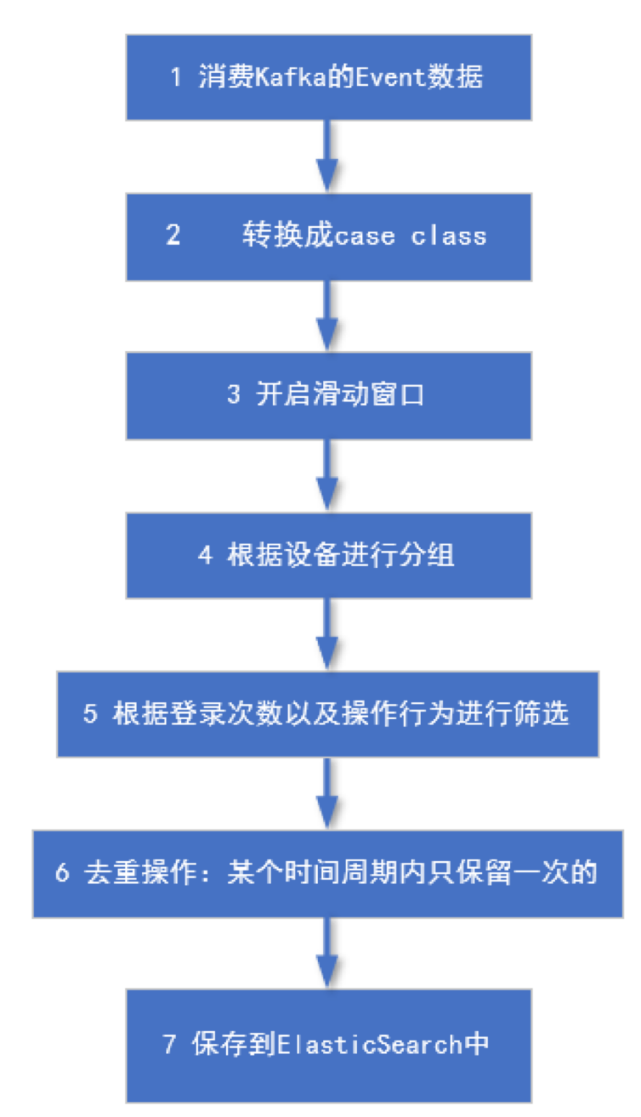 1 消费Kafka的Event数据
2 转换成case class
3 开启滑动窗口
4 根据设备进行分组
5 根据登录次数以及操作行为进行筛选
6 去重操作：某个时间周期内只保留一次的
7 保存到ElasticSearch中